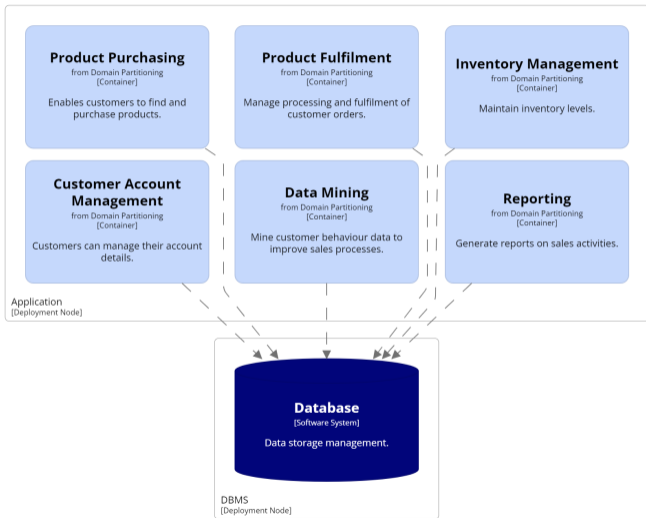 Product Purchasing
from Domain Partitioning
[Container]
Enables customers to find and
purchase products.
Product Fulfilment
from Domain Partitioning
[Container]
Manage processing and fulfilment of
customer orders.
Inventory Management
from Domain Partitioning
[Container]
Maintain inventory levels.
Customer Account
Management
from Domain Partitioning
[Container]
Customers can manage their account
details.
Data Mining
from Domain Partitioning
[Container]
Mine customer behaviour data to
improve sales processes.
Reporting
from Domain Partitioning
[Container]
Generate reports on sales activities.
Application
[Deployment Node]
Database
[Software System]
Data storage management.
DBMS
[Deployment Node]